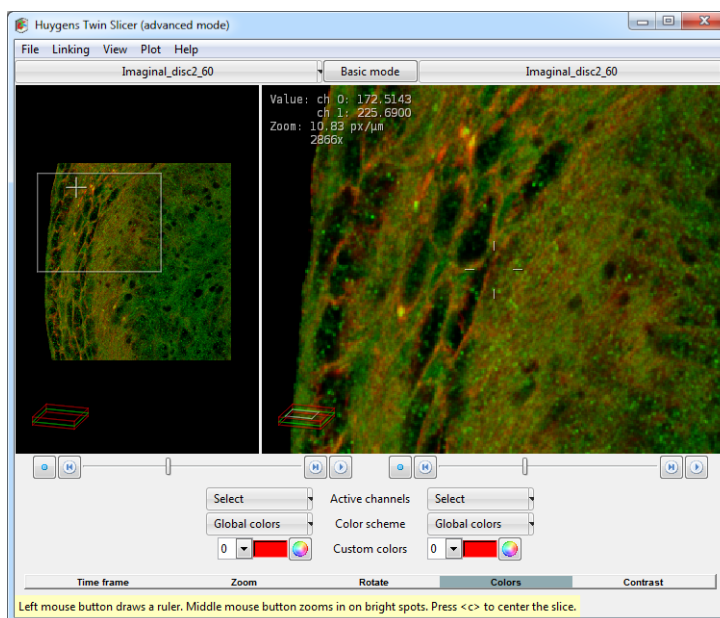 Huygens Twin Slicer (advanced mode)
File Linking View Plot Help
Imaginal_disc2_60 Basic mode Imaginal_disc2_60
Value: ch 0: 172.5143
ch 1: 225.6900
Zoom: 10.83 px/µm
2866x
Select Active channels Select
Global colors Color scheme Global colors
0 Custom colors 0
Time frame Zoom Rotate Colors Contrast
Left mouse button draws a ruler. Middle mouse button zooms in on bright spots. Press <c> to center the slice.